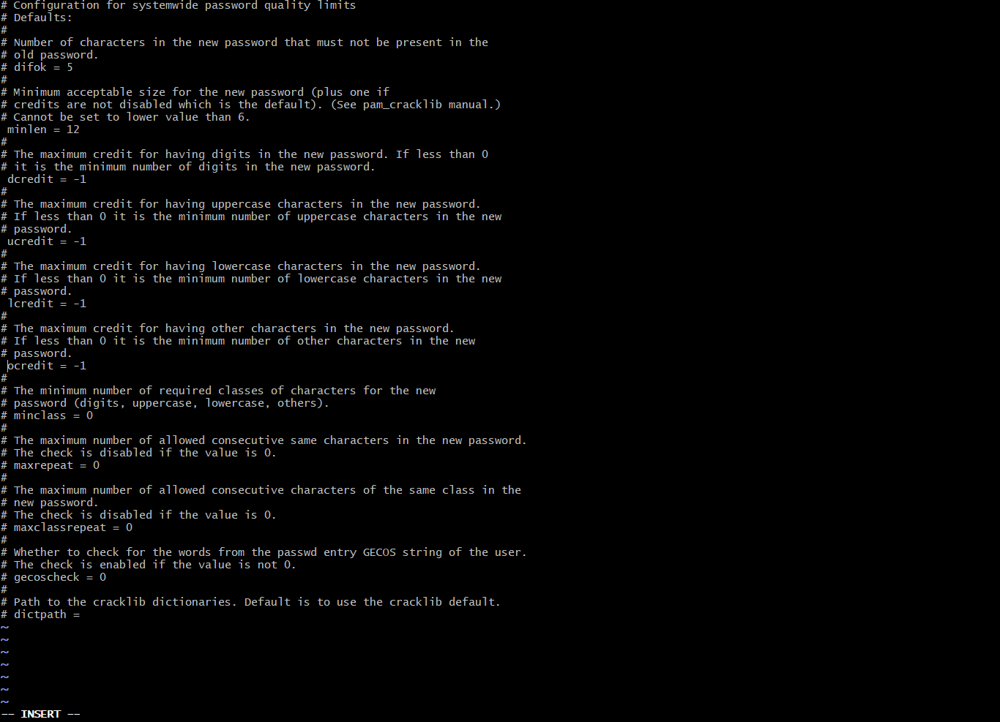 # Configuration for systemwide password quality limits
# Defaults:
#
# Number of characters in the new password that must not be present in the
# old password.
# difok = 5
#
# Minimum acceptable size for the new password (plus one if
# credits are not disabled which is the default). (See pam_cracklib manual.)
# Cannot be set to lower value than 6.
 minlen = 12
#
# The maximum credit for having digits in the new password. If less than 0
# it is the minimum number of digits in the new password.
 dcredit = -1
#
# The maximum credit for having uppercase characters in the new password.
# If less than 0 it is the minimum number of uppercase characters in the new
# password.
 ucredit = -1
#
# The maximum credit for having lowercase characters in the new password.
# If less than 0 it is the minimum number of lowercase characters in the new
# password.
 lcredit = -1
#
# The maximum credit for having other characters in the new password.
# If less than 0 it is the minimum number of other characters in the new
# password.
 ocredit = -1
#
# The minimum number of required classes of characters for the new
# password (digits, uppercase, lowercase, others).
# minclass = 0
#
# The maximum number of allowed consecutive same characters in the new password.
# The check is disabled if the value is 0.
# maxrepeat = 0
#
# The maximum number of allowed consecutive characters of the same class in the
# new password.
# The check is disabled if the value is 0.
# maxclassrepeat = 0
#
# Whether to check for the words from the passwd entry GECOS string of the user.
# The check is enabled if the value is not 0.
# gecoscheck = 0
#
# Path to the cracklib dictionaries. Default is to use the cracklib default.
# dictpath =
~
~
~
~
~
~
~
-- INSERT --